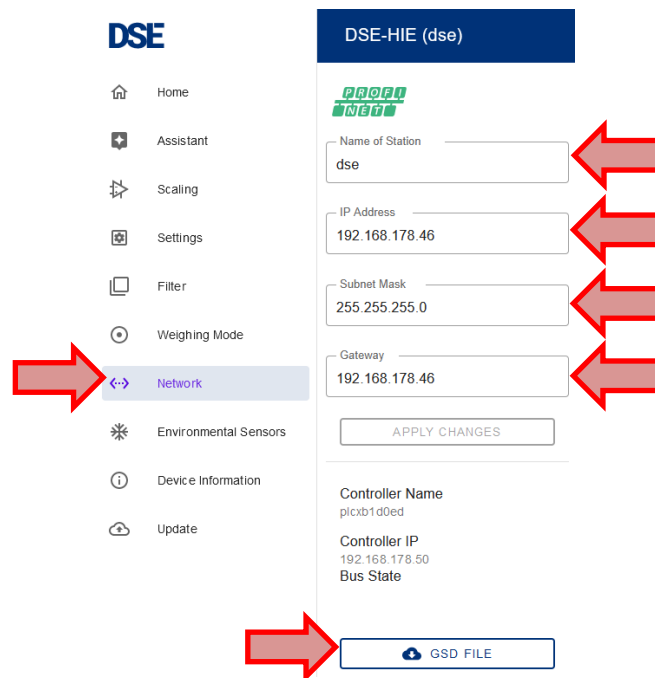 DSE
DSE-HIE (dse)
Home
Assistant
Scaling
Settings
Filter
Weighing Mode
Network
Environmental Sensors
Device Information
Update
PROFI
NET
Name of Station
dse
IP Address
192.168.178.46
Subnet Mask
255.255.255.0
Gateway
192.168.178.46
APPLY CHANGES
Controller Name
plcxb1d0ed
Controller IP
192.168.178.50
Bus State
GSD FILE